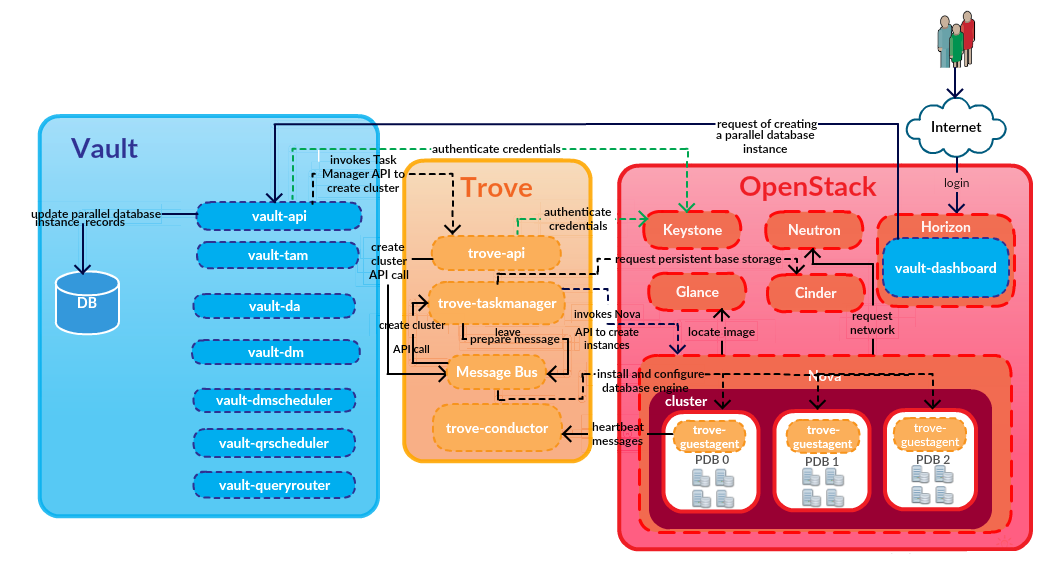 Internet
login
request of creating
a parallel database
instance
Vault
authenticate credentials
invokes Task
Manager API to
create cluster
Trove
OpenStack
update parallel database
instance records
vault-api
vault-tam
vault-da
vault-dm
vault-dmscheduler
vault-qrscheduler
vault-queryrouter
DB
authenticate
credentials
create
cluster
API call
trove-api
trove-taskmanager
create cluster
API call
leave
prepare message
Message Bus
trove-conductor
request persistent base storage
invokes Nova
API to create
instances
install and configure
database engine
heartbeat
messages
Keystone
Neutron
Horizon
vault-dashboard
Glance
Cinder
locate image
request
network
Nova
cluster
trove-
guestagent
PDB 0
trove-
guestagent
PDB 1
trove-
guestagent
PDB 2